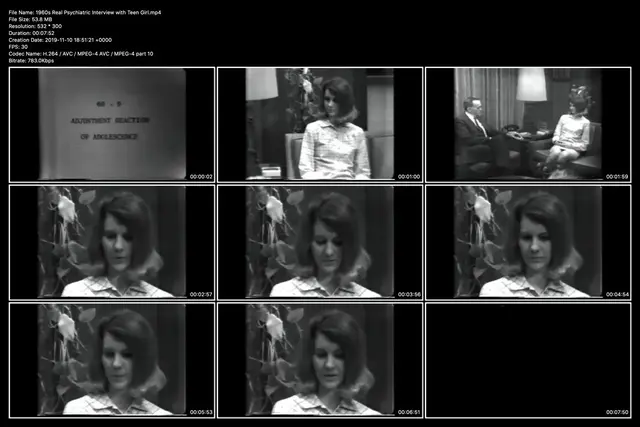 File Name: 1960s Real Psychiatric Interview with Teen Girl.mp4
File Size: 53.8 MB
Resolution: 532 * 300
Duration: 00:07:52
Creation Date: 2019-11-10 18:51:21 +0000
FPS: 30
Codec Name: H.264 / AVC / MPEG-4 AVC / MPEG-4 part 10
Bitrate: 783.0Kbps
ADJUSTMENT REACTION
OF ADOLESCENCE
00:00:02
00:01:00
00:01:59
00:02:57
00:03:56
00:04:54
00:05:53
00:06:51
00:07:50